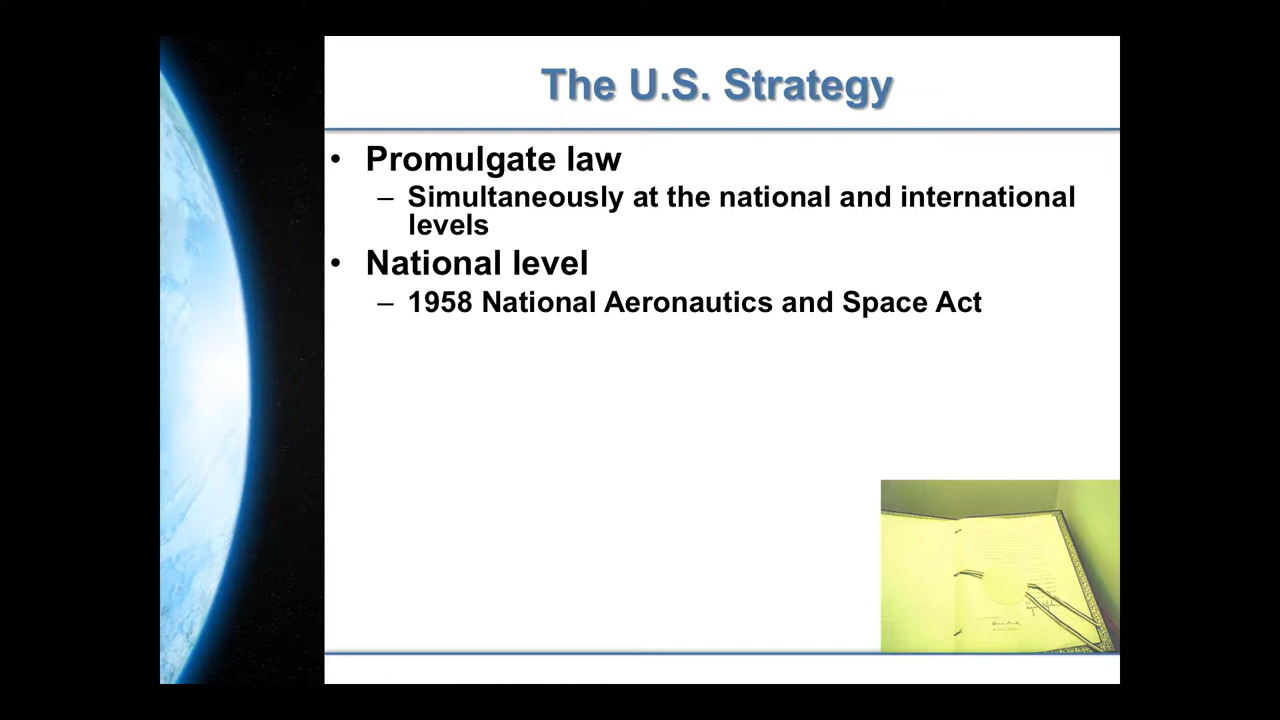 The U.S. Strategy
• Promulgate law
– Simultaneously at the national and international
levels
• National level
– 1958 National Aeronautics and Space Act